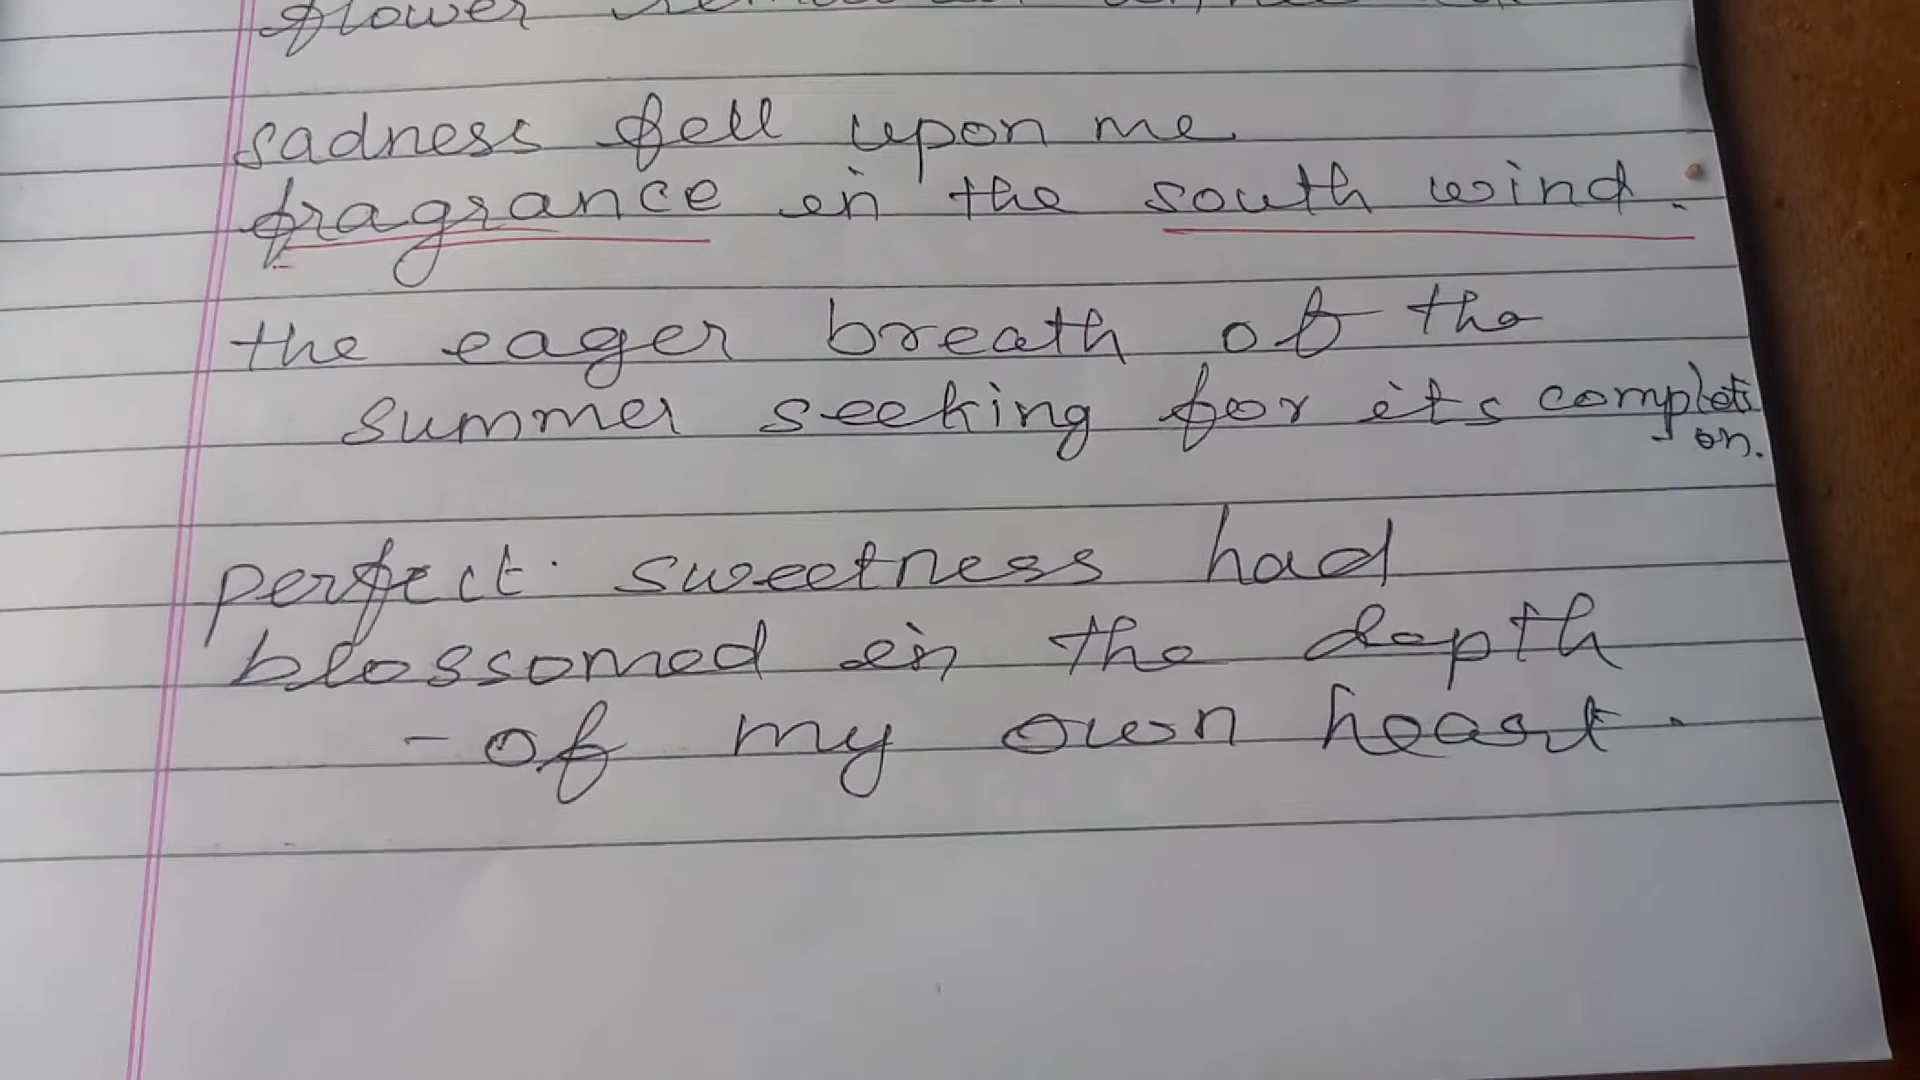 flower
sadness fell upon me
fragrance in the south wind.
the eager breath of the
summer seeking for its completi
on.
perfect sweetness had
blossomed in the depth
- of my own heart.